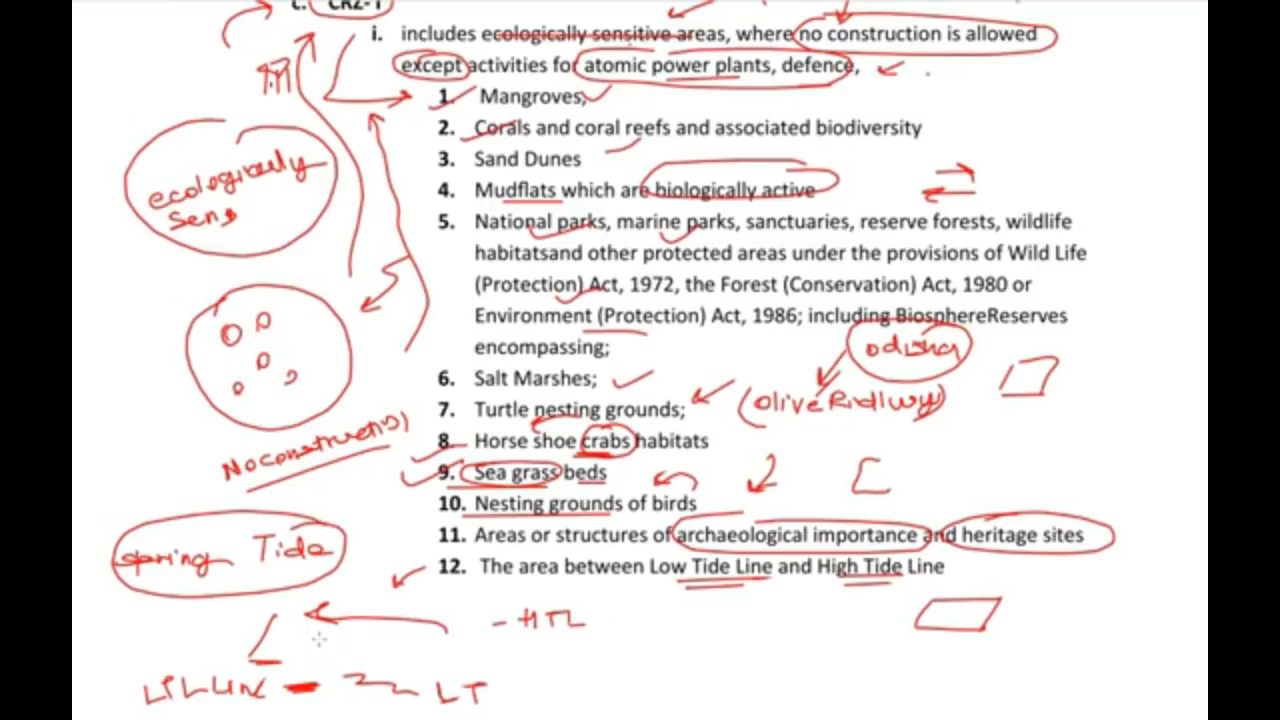 c. CRZ-1
i. includes ecologically sensitive areas, where no construction is allowed
except activities for atomic power plants, defence,
1. Mangroves,
2. Corals and coral reefs and associated biodiversity
3. Sand Dunes
ecologically
sens
4. Mudflats which are biologically active
5. National parks, marine parks, sanctuaries, reserve forests, wildlife
habitatsand other protected areas under the provisions of Wild Life
(Protection) Act, 1972, the Forest (Conservation) Act, 1980 or
Environment (Protection) Act, 1986; including BiosphereReserves
encompassing;
odisha
6. Salt Marshes;
7. Turtle nesting grounds;
(olive Ridlwy)
8. Horse shoe crabs habitats
No construction)
9. Sea grass beds
10. Nesting grounds of birds
11. Areas or structures of archaeological importance and heritage sites
spring Tide
12. The area between Low Tide Line and High Tide Line
- HTL
LT